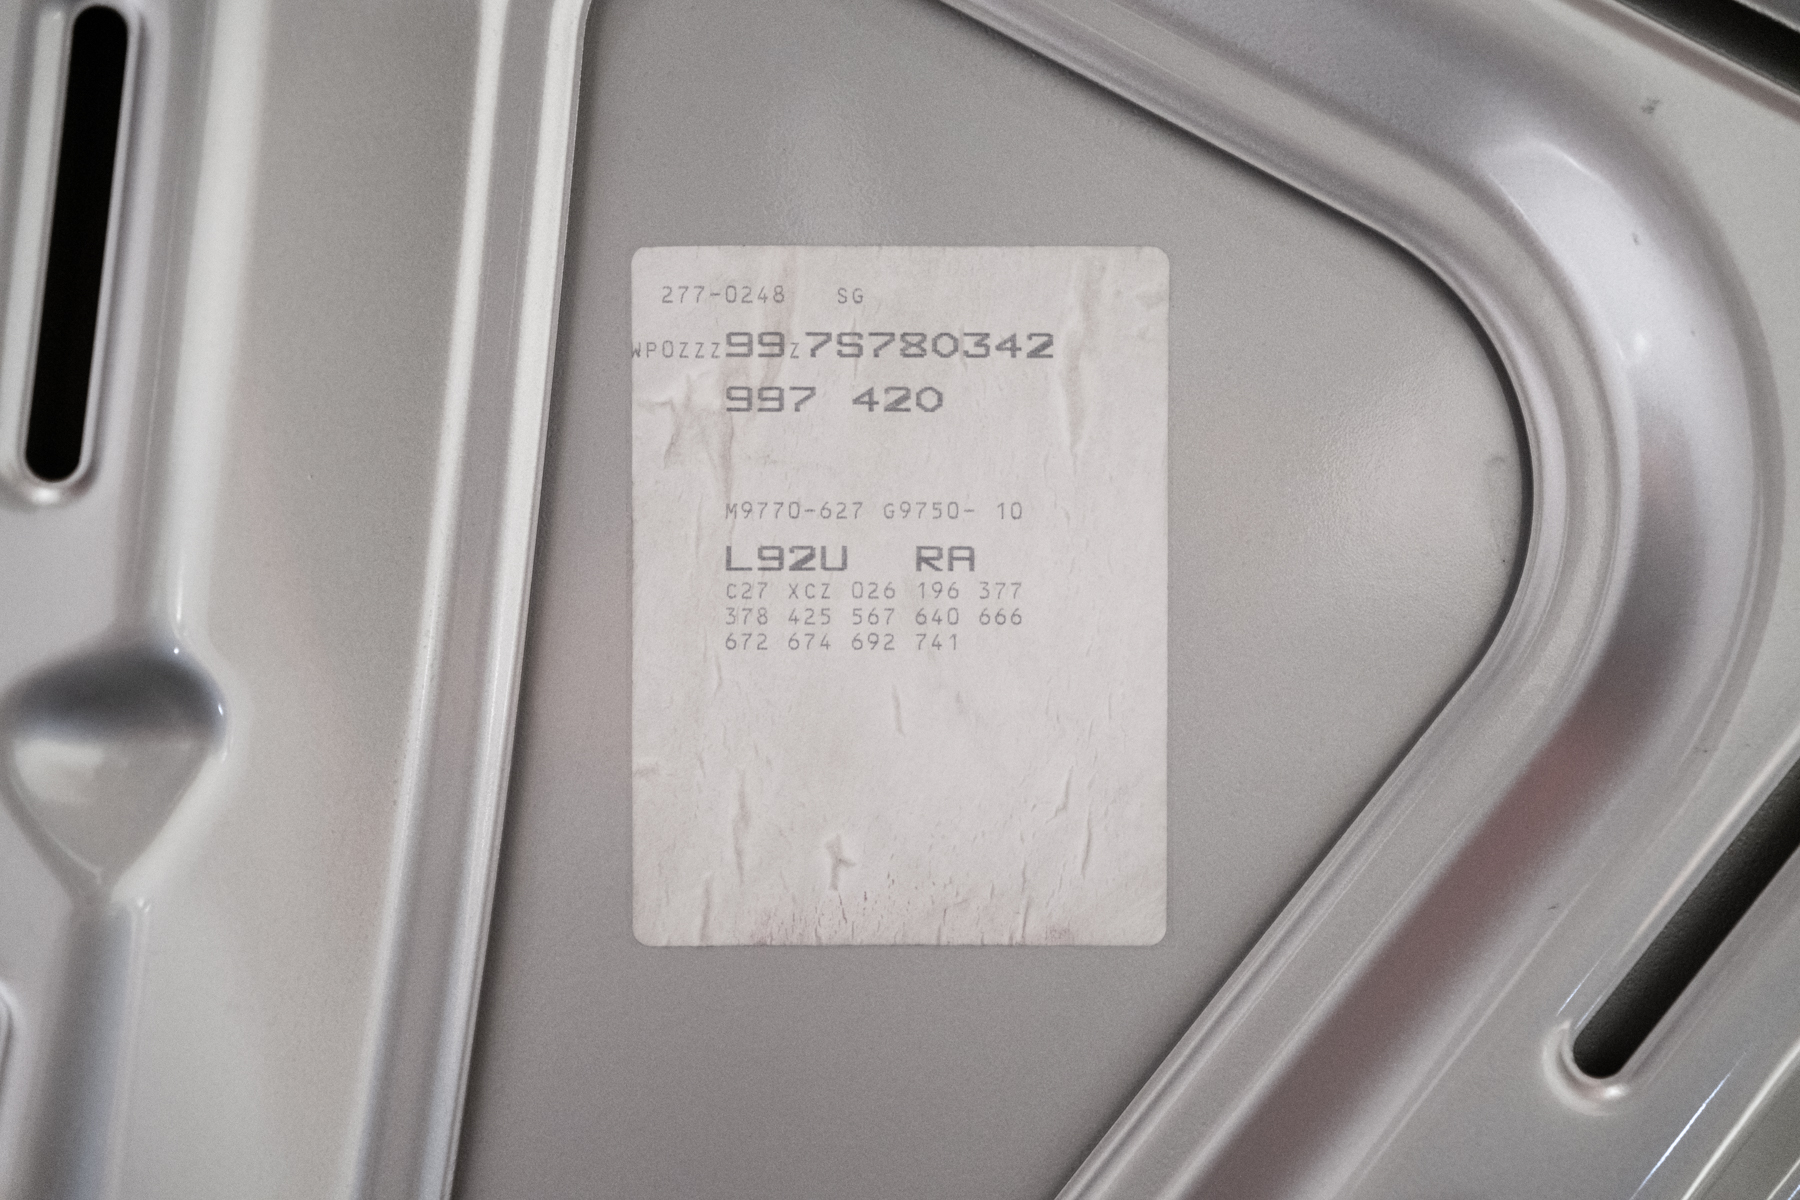 277-0248 SG
WP0ZZZ99Z7S780342
997 420
M9770-627 G9750- 10
L92U RA
C27 XCZ 026 196 377
378 425 567 640 666
672 674 692 741